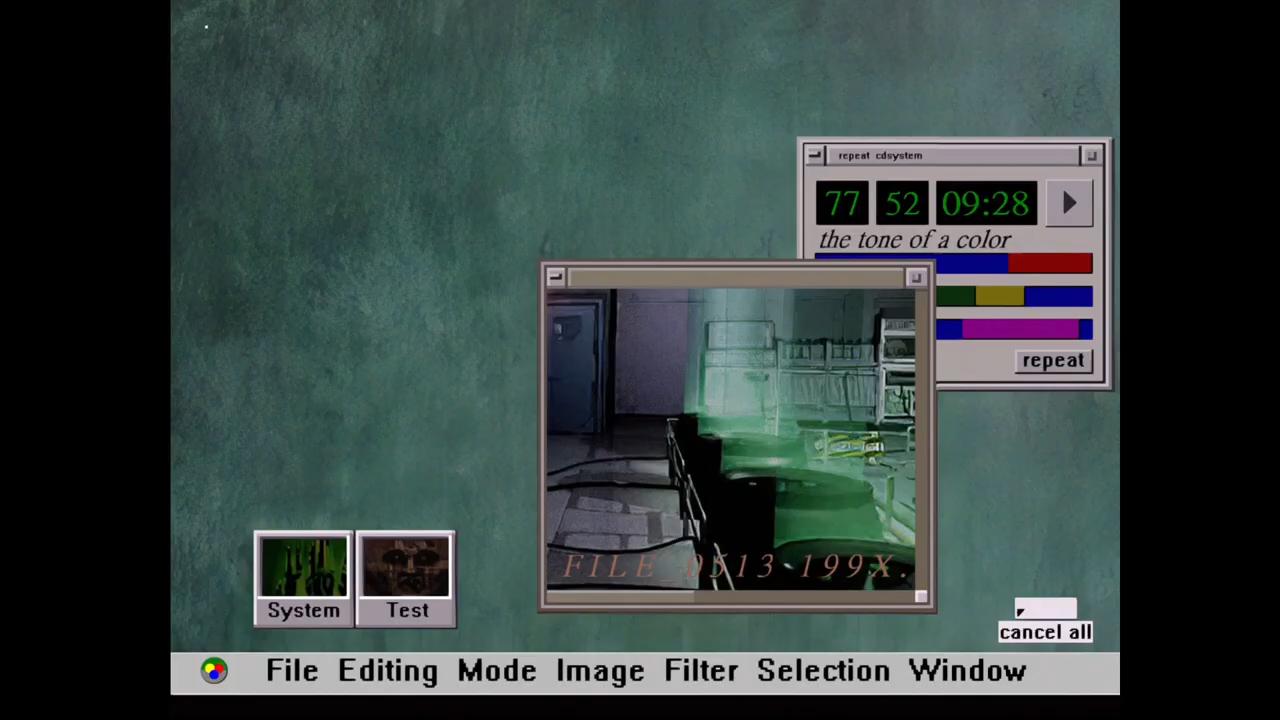 repeat cdsystem
77 52 09:28
the tone of a color
repeat
FILE 0513 199X.
System Test
cancel all
File Editing Mode Image Filter Selection Window